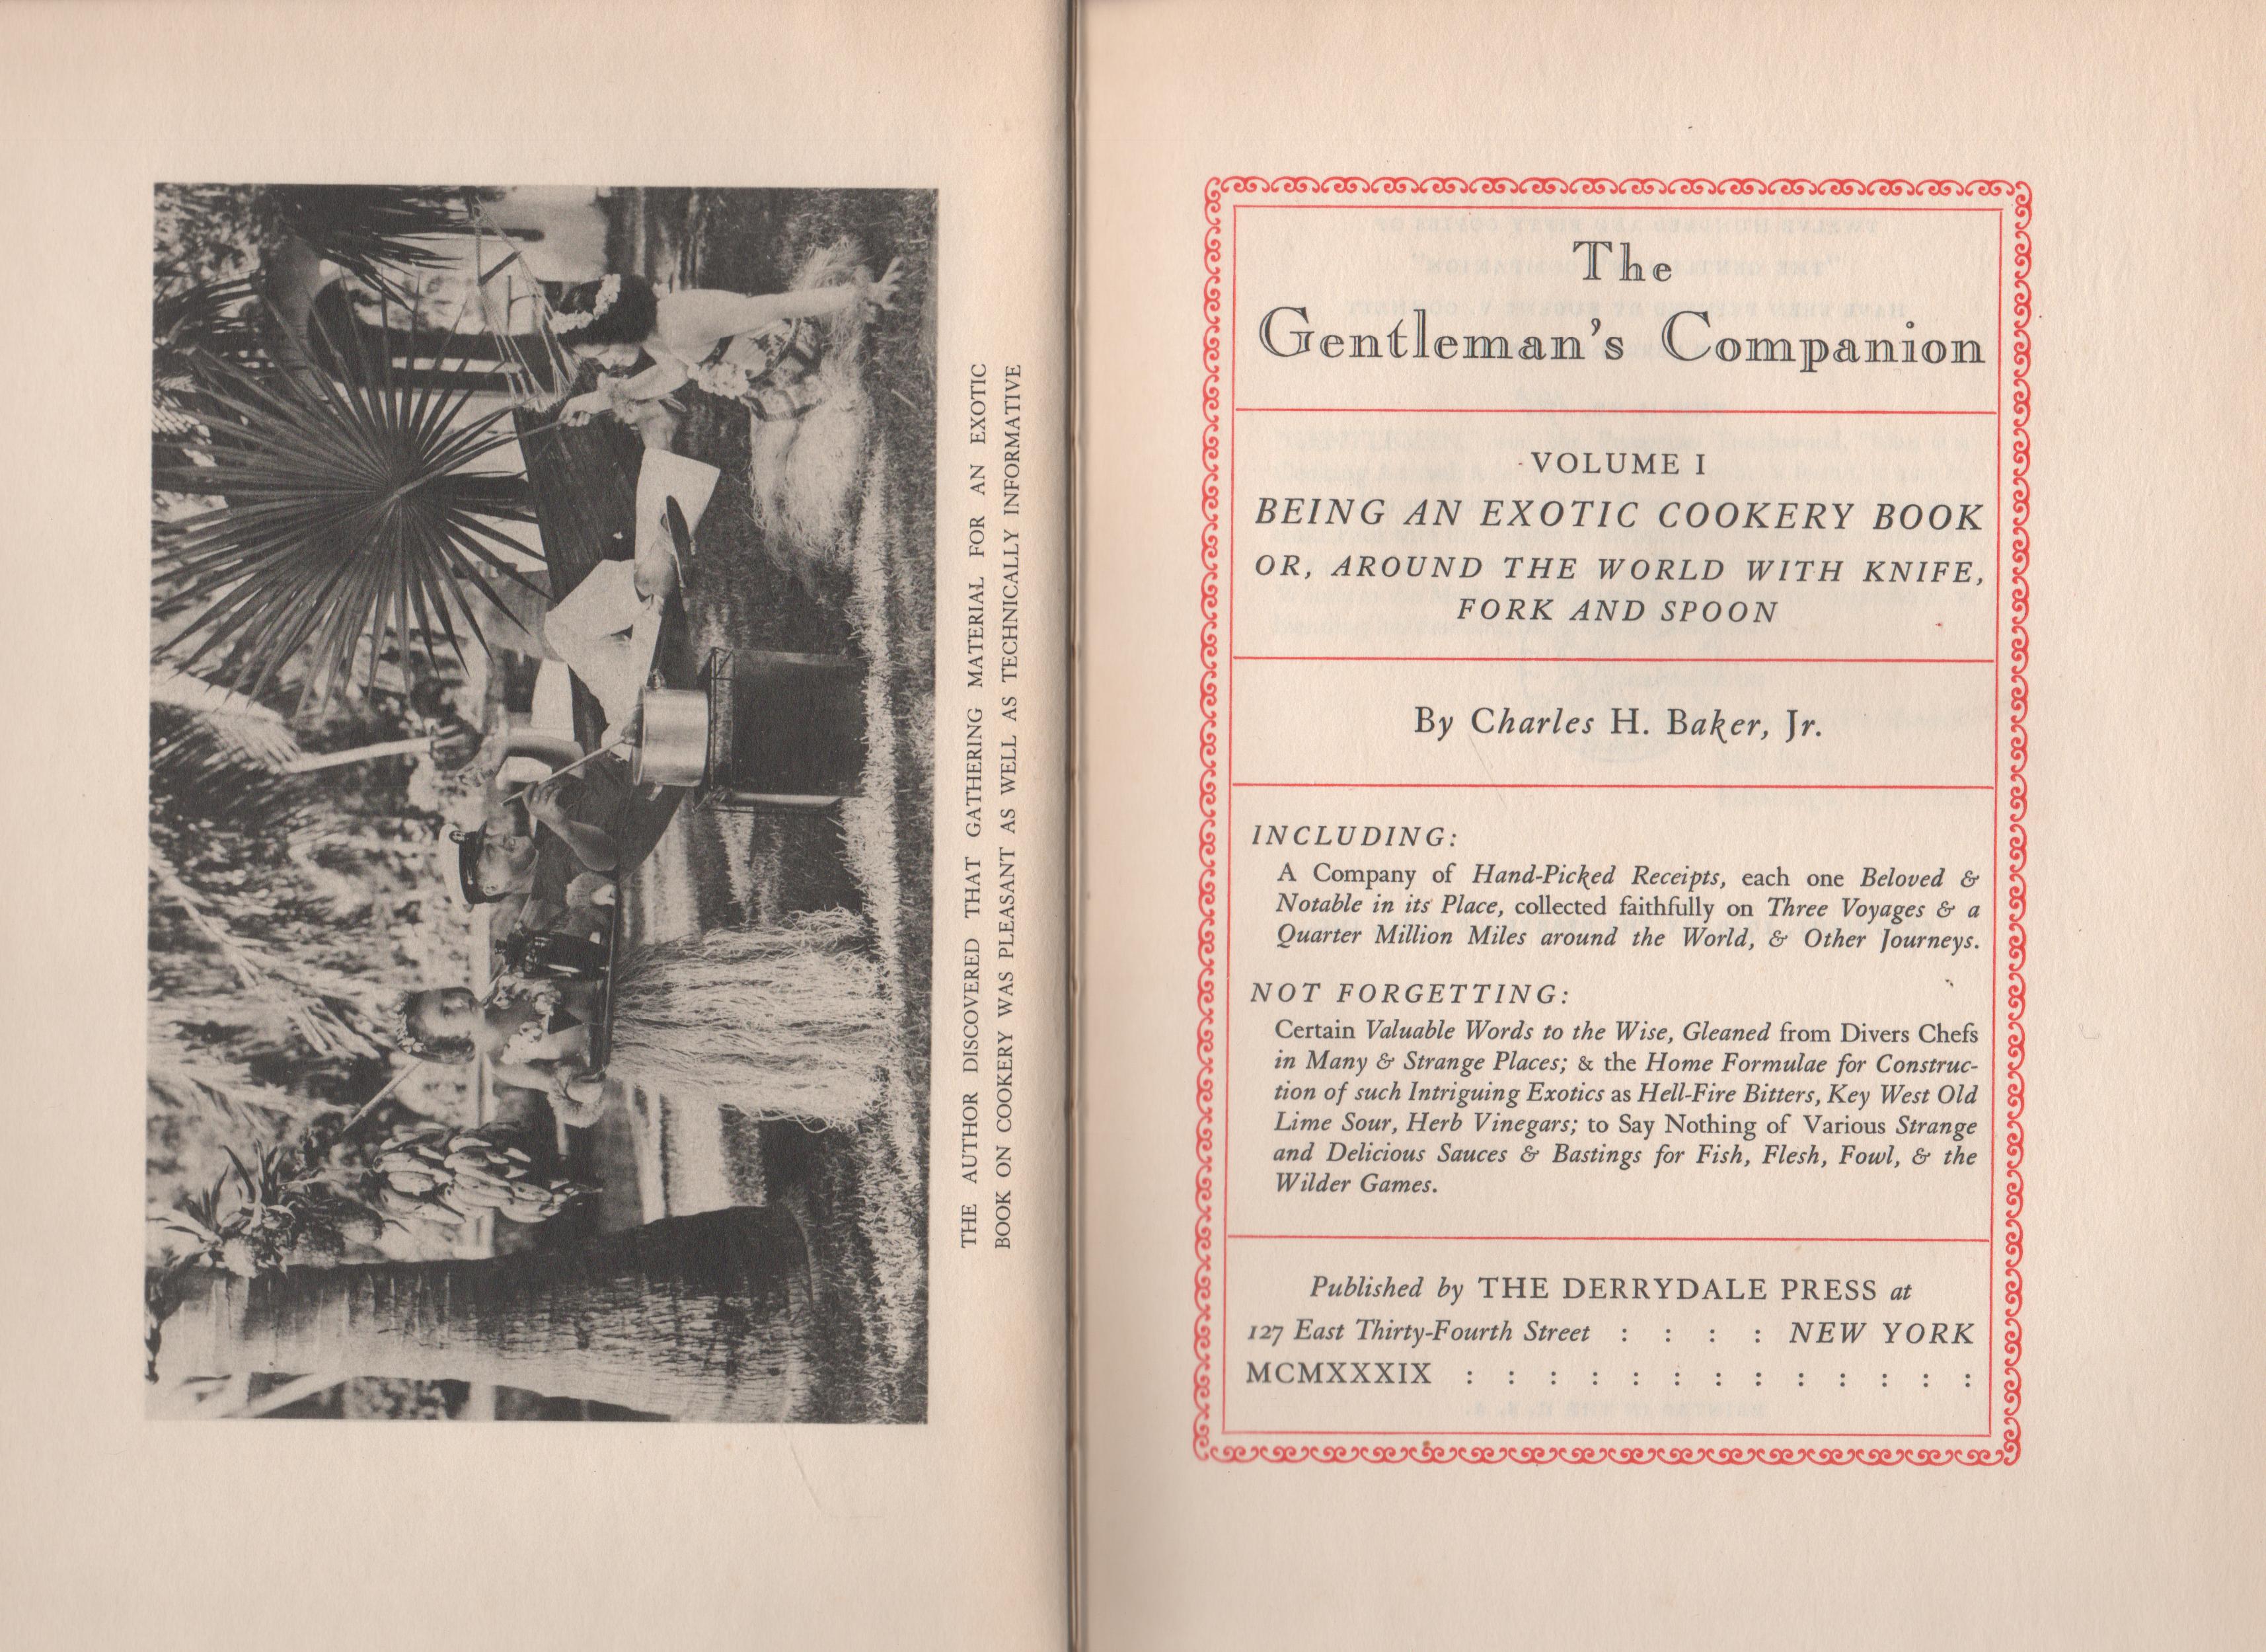 THE AUTHOR DISCOVERED THAT GATHERING MATERIAL FOR AN EXOTIC
BOOK ON COOKERY WAS PLEASANT AS WELL AS TECHNICALLY INFORMATIVE
The
Gentleman's Companion
VOLUME I
BEING AN EXOTIC COOKERY BOOK
OR, AROUND THE WORLD WITH KNIFE,
FORK AND SPOON
By Charles H. Baker, Jr.
INCLUDING:
A Company of Hand-Picked Receipts, each one Beloved &
Notable in its Place, collected faithfully on Three Voyages & a
Quarter Million Miles around the World, & Other Journeys.
NOT FORGETTING:
Certain Valuable Words to the Wise, Gleaned from Divers Chefs
in Many & Strange Places; & the Home Formulae for Construc-
tion of such Intriguing Exotics as Hell-Fire Bitters, Key West Old
Lime Sour, Herb Vinegars; to Say Nothing of Various Strange
and Delicious Sauces & Bastings for Fish, Flesh, Fowl, & the
Wilder Games.
Published by THE DERRYDALE PRESS at
127 East Thirty-Fourth Street : : : : NEW YORK
MCMXXXIX : : : : : : : : : : : : :